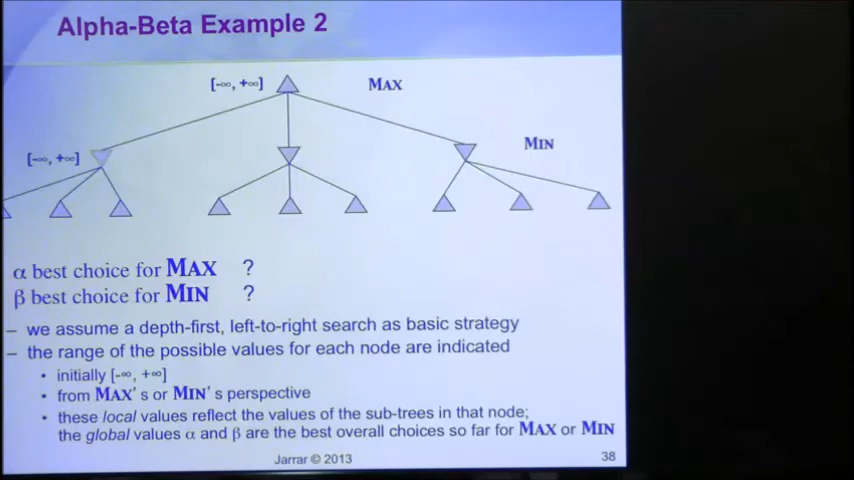 Alpha-Beta Example 2
[-∞, +∞]
MAX
MIN
[-∞, +∞]
α best choice for MAX ?
β best choice for MIN ?
– we assume a depth-first, left-to-right search as basic strategy
– the range of the possible values for each node are indicated
• initially [-∞, +∞]
• from MAX's or MIN's perspective
• these local values reflect the values of the sub-trees in that node;
the global values α and β are the best overall choices so far for MAX or MIN
Jarrar © 2013
38